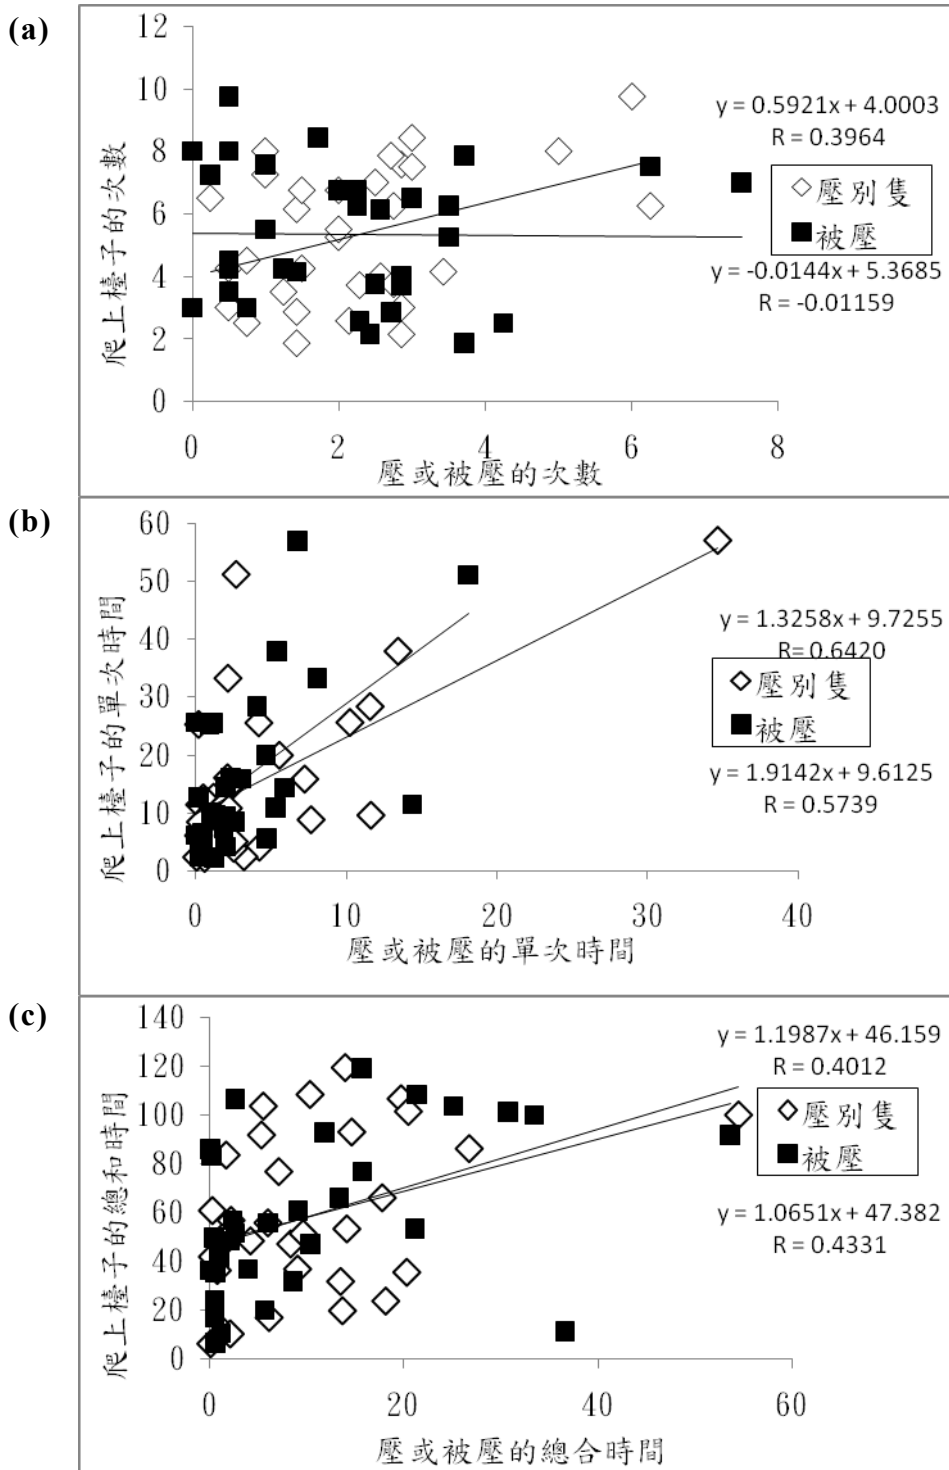 (a)
爬上檯子的次數
12
10
8
6
4
2
0
y = 0.5921x + 4.0003
R = 0.3964
壓別隻
被壓
y = -0.0144x + 5.3685
R = -0.01159
0 2 4 6 8
壓或被壓的次數
(b)
爬上檯子的單次時間
60
50
40
30
20
10
0
y = 1.3258x + 9.7255
R= 0.6420
壓別隻
被壓
y = 1.9142x + 9.6125
R = 0.5739
0 10 20 30 40
壓或被壓的單次時間
(c)
爬上檯子的總和時間
140
120
100
80
60
40
20
0
y = 1.1987x + 46.159
R = 0.4012
壓別隻
被壓
y = 1.0651x + 47.382
R = 0.4331
0 20 40 60
壓或被壓的總合時間